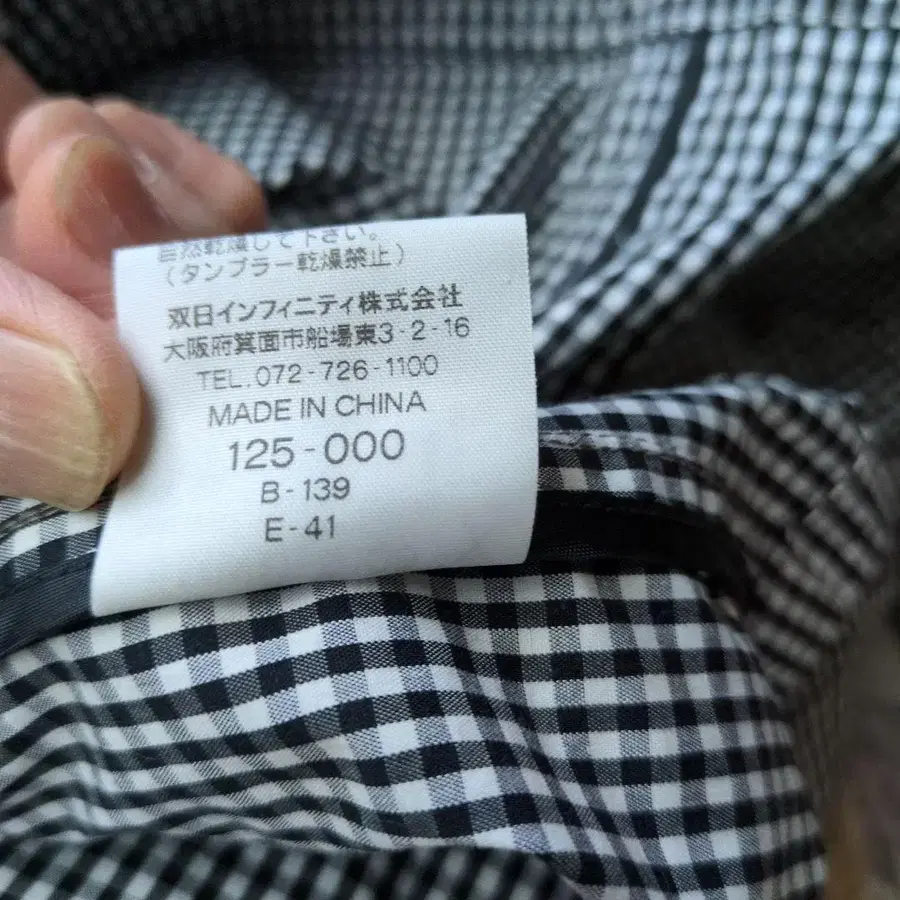 自然乾燥して下さい。
(タンブラー乾燥禁止)
双日インフィニティ株式会社
大阪府箕面市船場東3-2-16
TEL.072-726-1100
MADE IN CHINA
125-000
B-139
E-41